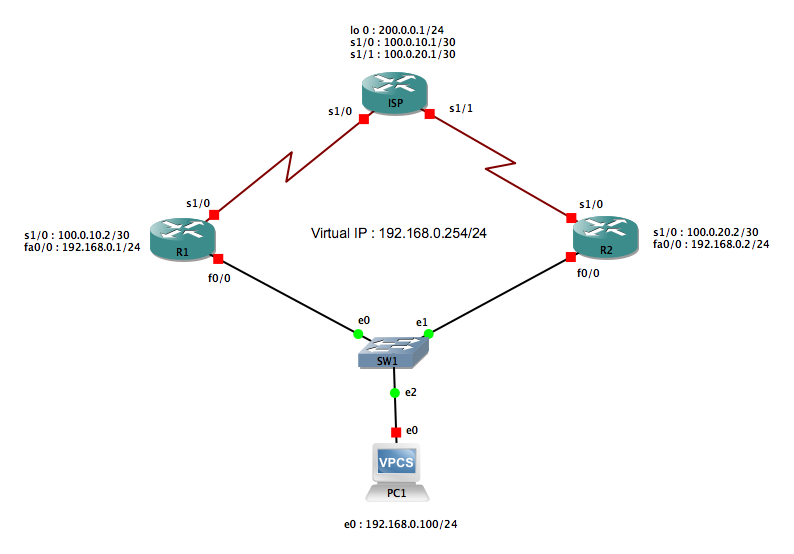 lo 0 : 200.0.0.1/24
s1/0 : 100.0.10.1/30
s1/1 : 100.0.20.1/30
ISP
s1/0
s1/1
s1/0
s1/0
R1
s1/0 : 100.0.10.2/30
fa0/0 : 192.168.0.1/24
f0/0
Virtual IP : 192.168.0.254/24
R2
s1/0 : 100.0.20.2/30
fa0/0 : 192.168.0.2/24
f0/0
e0
e1
SW1
e2
e0
VPCS
PC1
e0 : 192.168.0.100/24